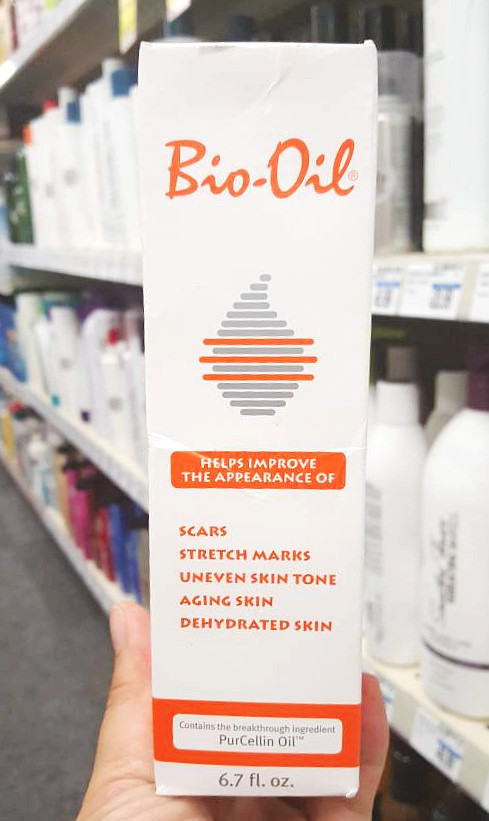 Bio-Oil®
HELPS IMPROVE
THE APPEARANCE OF
SCARS
STRETCH MARKS
UNEVEN SKIN TONE
AGING SKIN
DEHYDRATED SKIN
Contains the breakthrough ingredient
PurCellin Oil™
6.7 fl. oz.